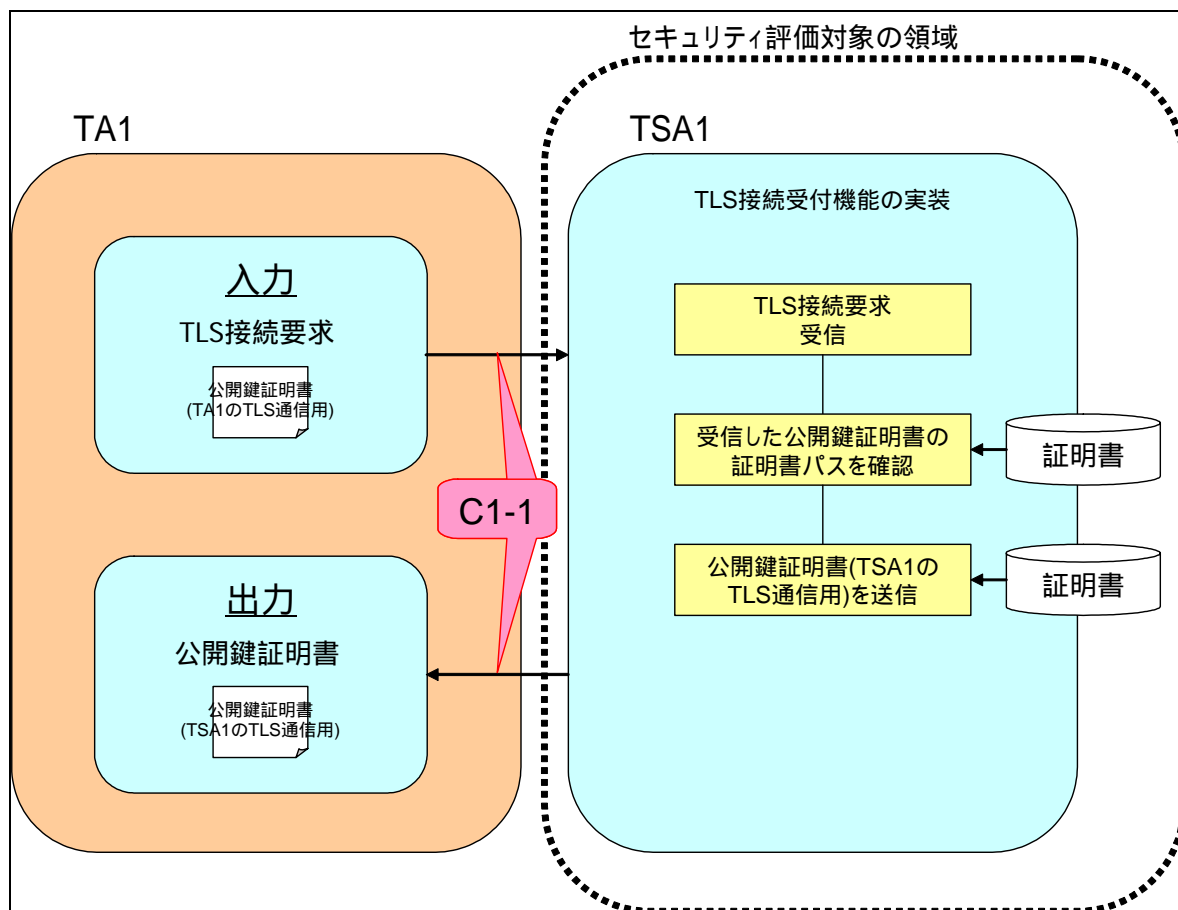 セキュリティ評価対象の領域
TA1
TSA1
入力
TLS接続要求
公開鍵証明書
(TA1のTLS通信用)
C1-1
出力
公開鍵証明書
公開鍵証明書
(TSA1のTLS通信用)
TLS接続受付機能の実装
TLS接続要求
受信
受信した公開鍵証明書の
証明書パスを確認
証明書
公開鍵証明書(TSA1の
TLS通信用)を送信
証明書